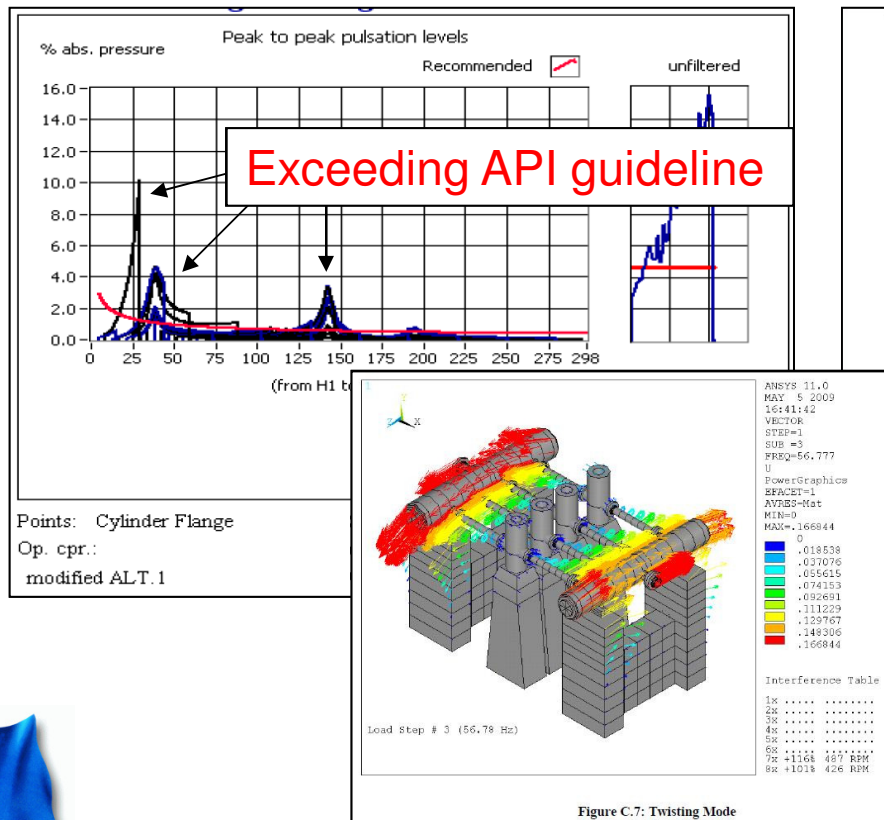 Peak to peak pulsation levels
% abs. pressure
Recommended
unfiltered
16.0
14.0
12.0
10.0
8.0
6.0
4.0
2.0
0.0
Exceeding API guideline
0 25 50 75 100 125 150 175 200 225 250 275 298
(from H1 t
Points: Cylinder Flange
Op. cpr.:
modified ALT.1
ANSYS 11.0
MAY 5 2009
16:41:42
VECTOR
STEP=1
SUB =3
FREQ=56.777
U
PowerGraphics
EFACET=1
AVRES=Mat
MIN=0
MAX=.166844
0
.018538
.037076
.055615
.074153
.092691
.111229
.129767
.148306
.166844
Y
Z X
Interference Table
1x ..... ........
2x ..... ........
3x ..... ........
4x ..... ........
5x ..... ........
6x ..... ........
7x +116% 487 RPM
8x +101% 426 RPM
Load Step # 3 (56.78 Hz)
Figure C.7: Twisting Mode